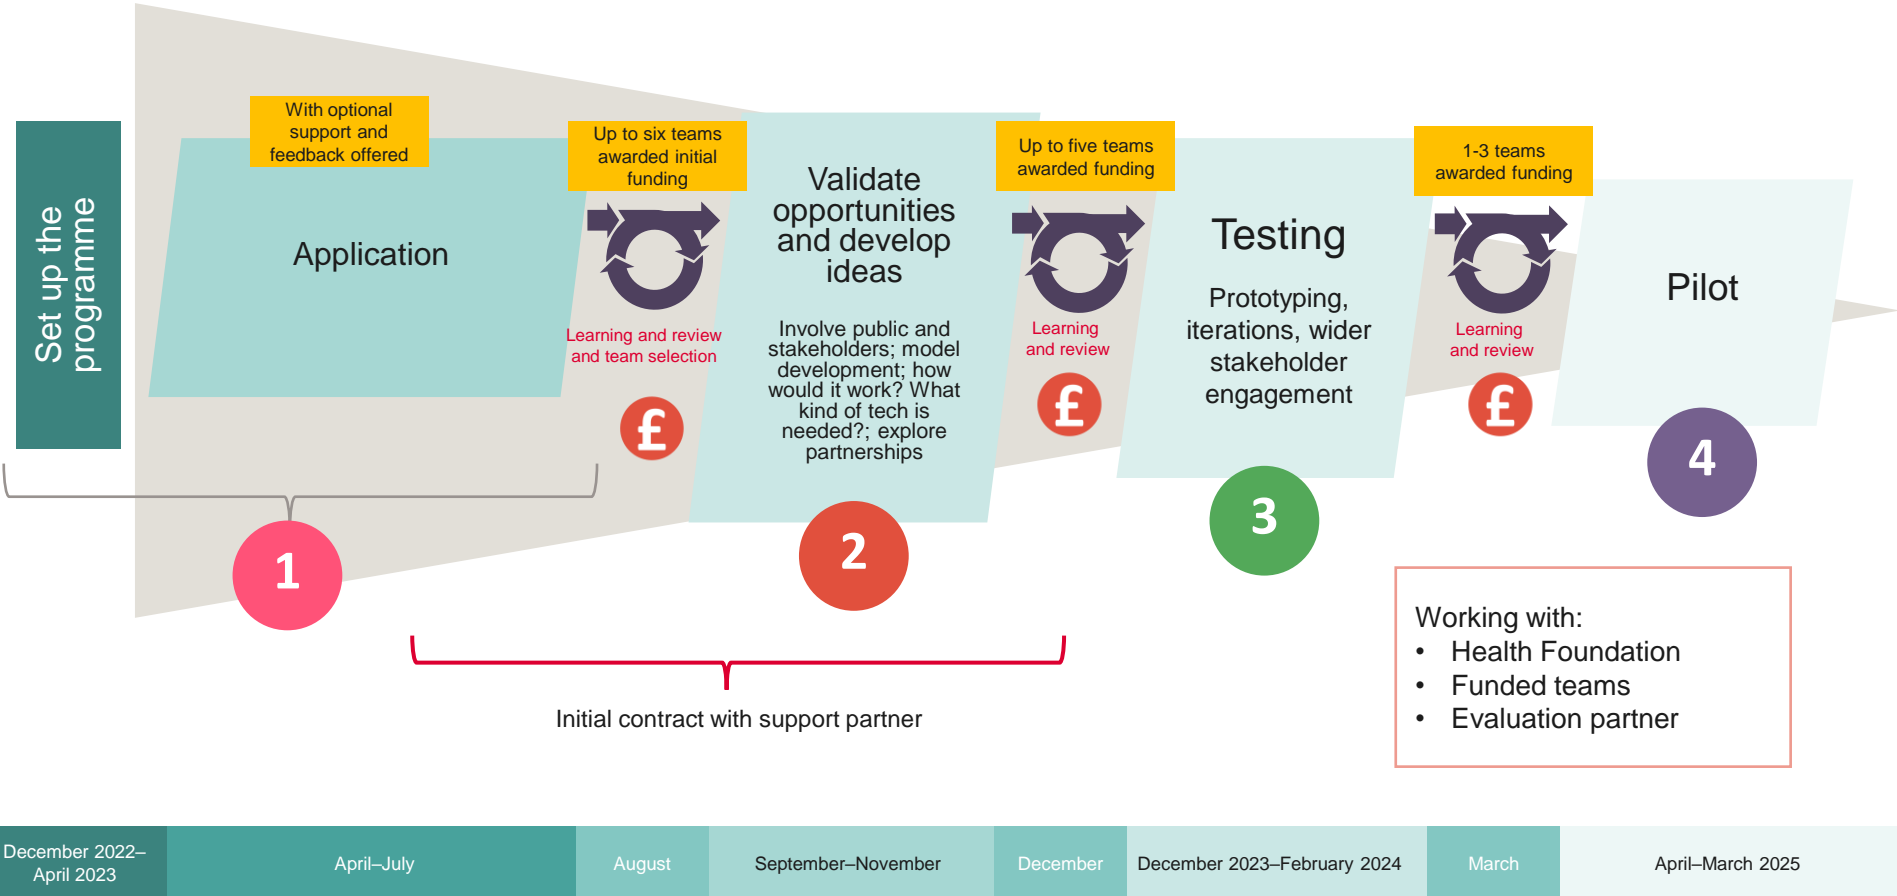 Set up the
programme
With optional
support and
feedback offered
Application
1
Up to six teams
awarded initial
funding
Learning and review
and team selection
£
Validate
opportunities
and develop
ideas
Involve public and
stakeholders; model
development; how
would it work? What
kind of tech is
needed?; explore
partnerships
2
Up to five teams
awarded funding
Learning
and review
£
Testing
Prototyping,
iterations, wider
stakeholder
engagement
3
1-3 teams
awarded funding
Learning
and review
£
Pilot
4
Initial contract with support partner
Working with:
• Health Foundation
• Funded teams
• Evaluation partner
December 2022–
April 2023
April–July
August
September–November
December
December 2023–February 2024
March
April–March 2025